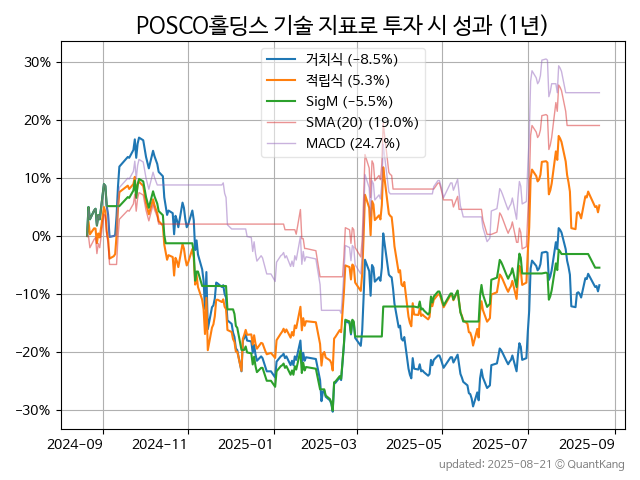 POSCO홀딩스 기술 지표로 투자 시 성과 (1년)
거치식 (−8.5%)
적립식 (5.3%)
SigM (−5.5%)
SMA(20) (19.0%)
MACD (24.7%)
30%
20%
10%
0%
−10%
−20%
−30%
2024-09
2024-11
2025-01
2025-03
2025-05
2025-07
2025-09
updated: 2025-08-21 © QuantKang